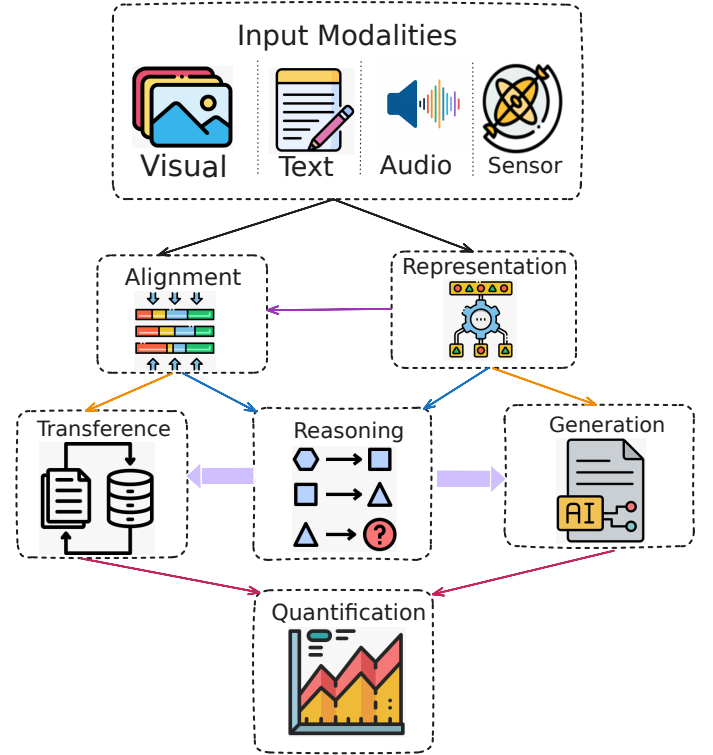 Input Modalities
Visual
Text
Audio
Sensor
Alignment
Representation
Transference
Reasoning
?
Generation
AI
Quantification